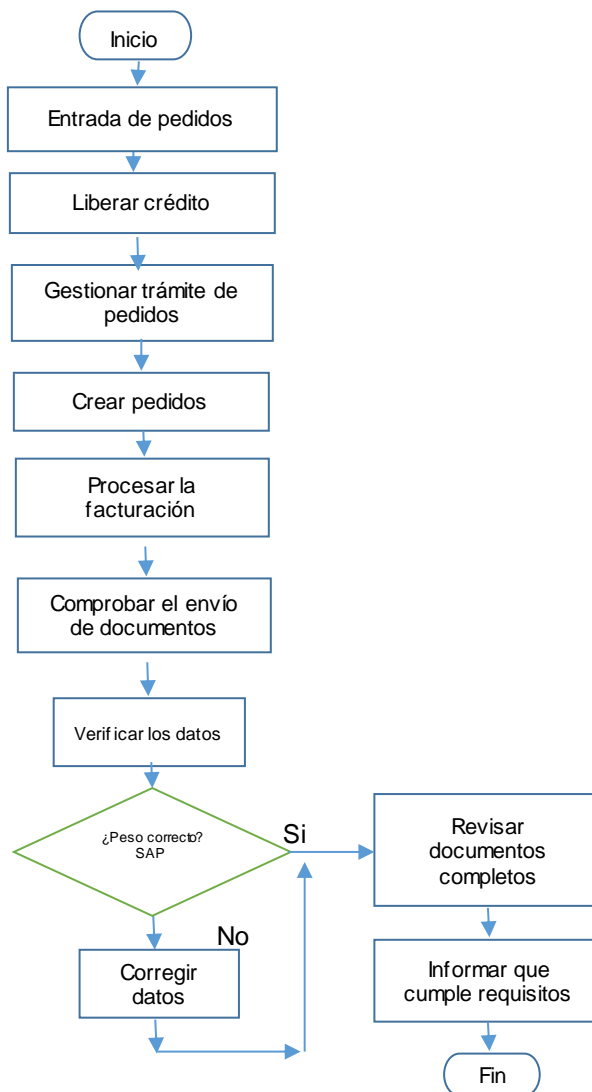 Inicio
Entrada de pedidos
Liberar crédito
Gestionar trámite de
pedidos
Crear pedidos
Procesar la
facturación
Comprobar el envío
de documentos
Verificar los datos
¿Peso correcto?
SAP
Si
No
Corregir
datos
Revisar
documentos
completos
Informar que
cumple requisitos
Fin